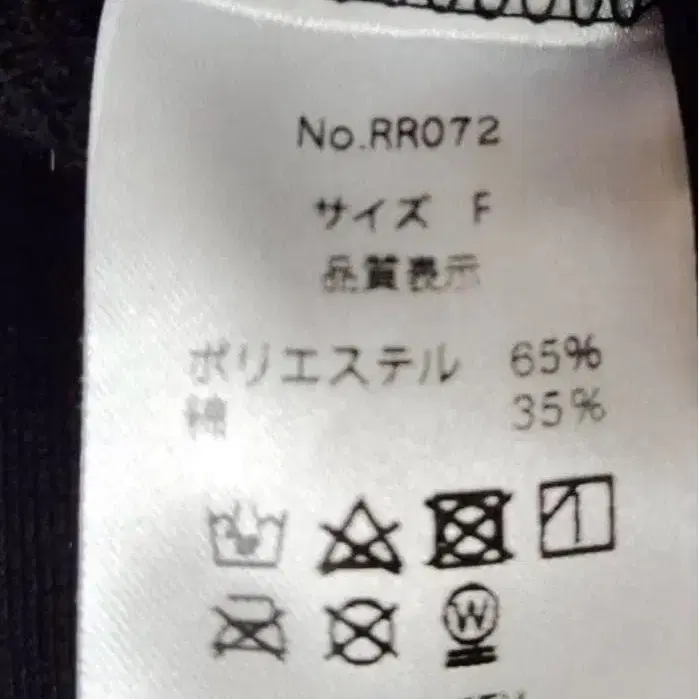 No.RR072
サイズ F
品質表示
ポリエステル 65%
綿 35%
W